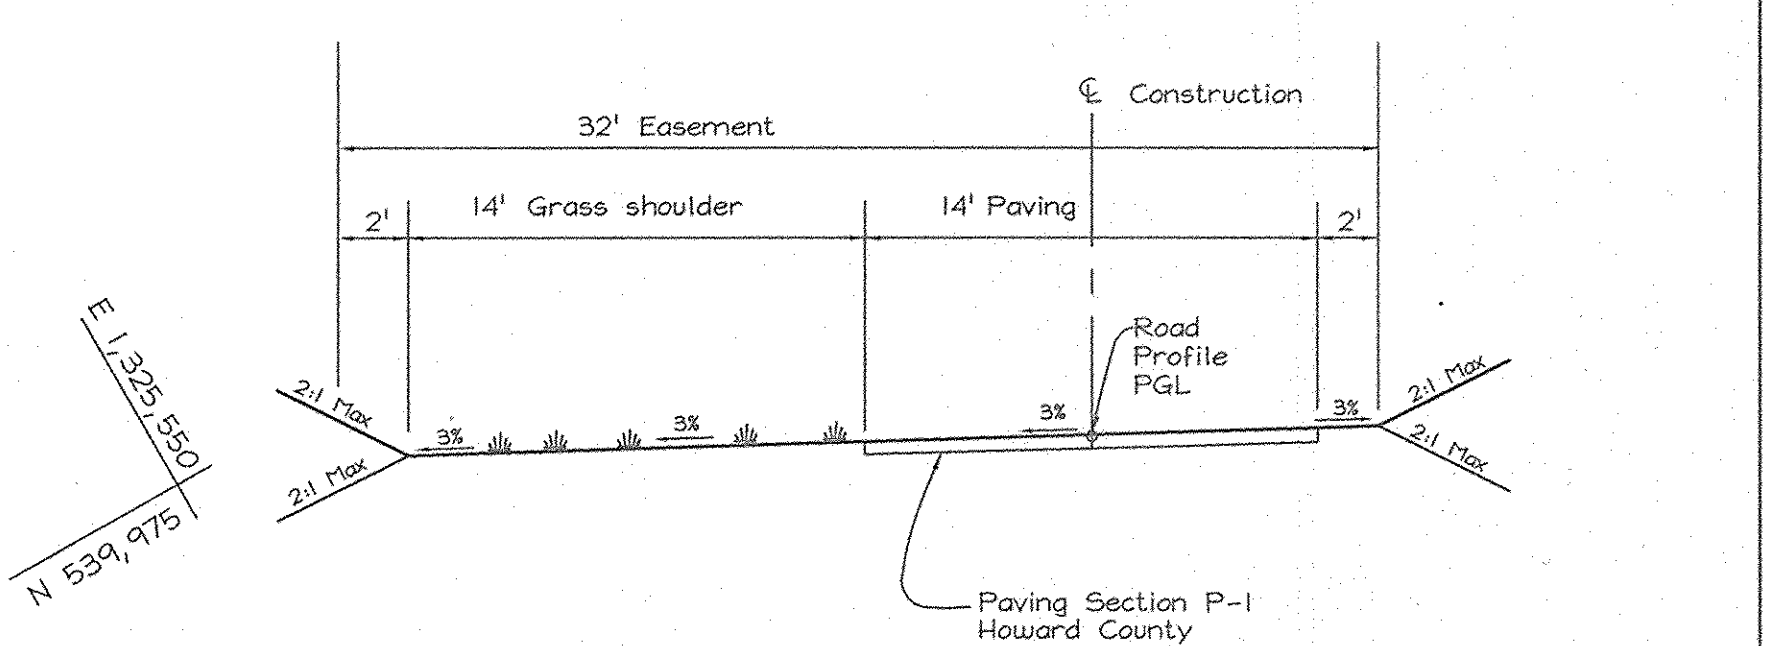 ℄ Construction
32' Easement
2'
14' Grass shoulder
14' Paving
2'
E 1,325,550
N 539,975
Road
Profile
PGL
2:1 Max
2:1 Max
3%
3%
3%
3%
2:1 Max
2:1 Max
Paving Section P-1
Howard County